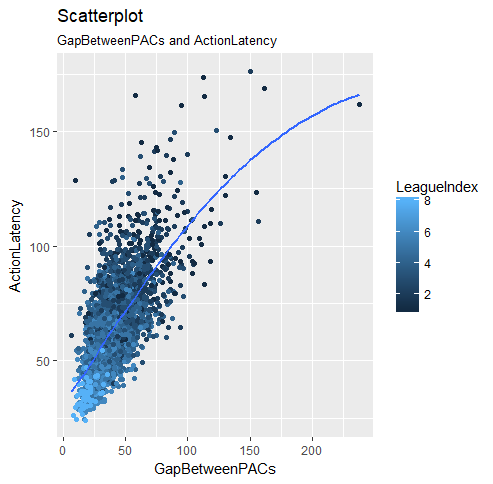 Scatterplot
GapBetweenPACs and ActionLatency
150
100
50
ActionLatency
0
50
100
150
200
GapBetweenPACs
LeagueIndex
8
6
4
2